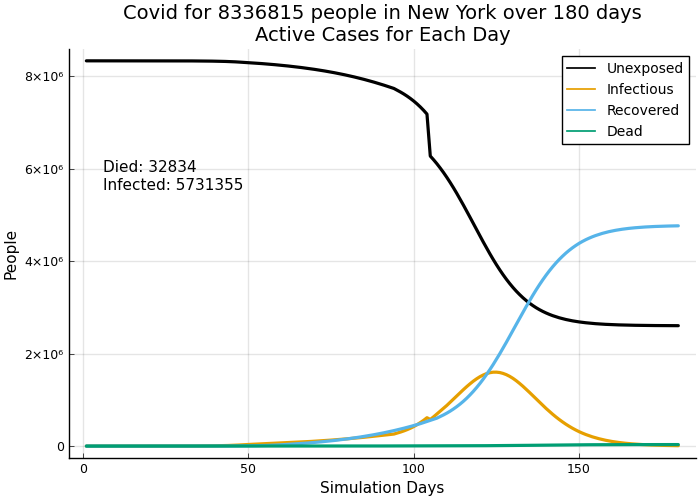 Covid for 8336815 people in New York over 180 days
Active Cases for Each Day
Unexposed
Infectious
Recovered
Dead
8×10⁶
6×10⁶
4×10⁶
2×10⁶
0
People
Died: 32834
Infected: 5731355
0
50
100
150
Simulation Days